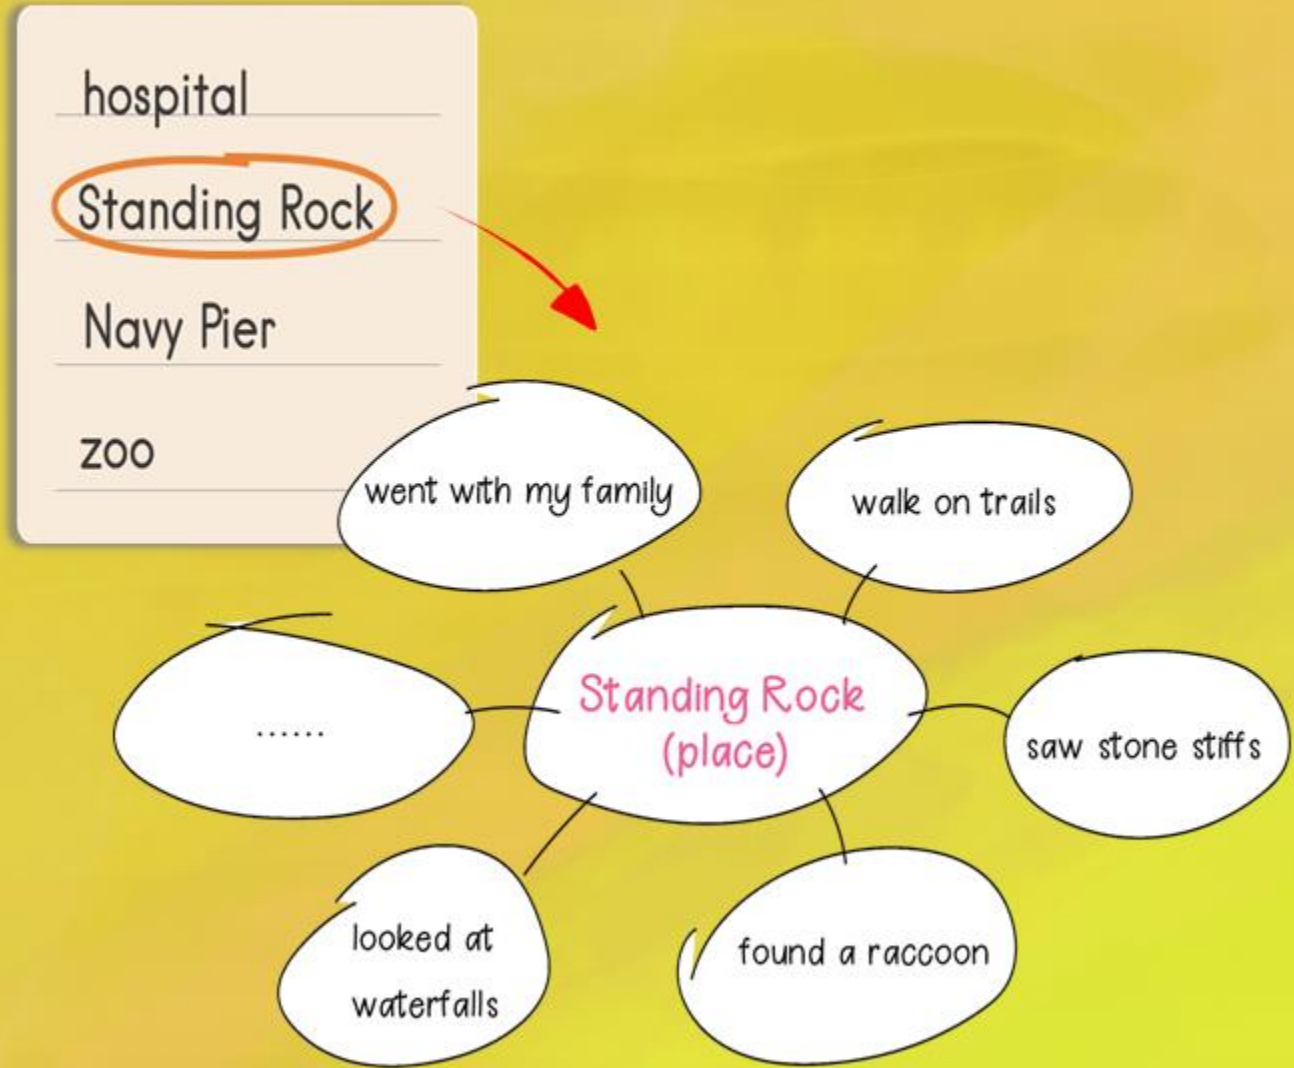 hospital
Standing Rock
Navy Pier
zoo
went with my family
walk on trails
Standing Rock
(place)
......
saw stone stiffs
looked at
waterfalls
found a raccoon